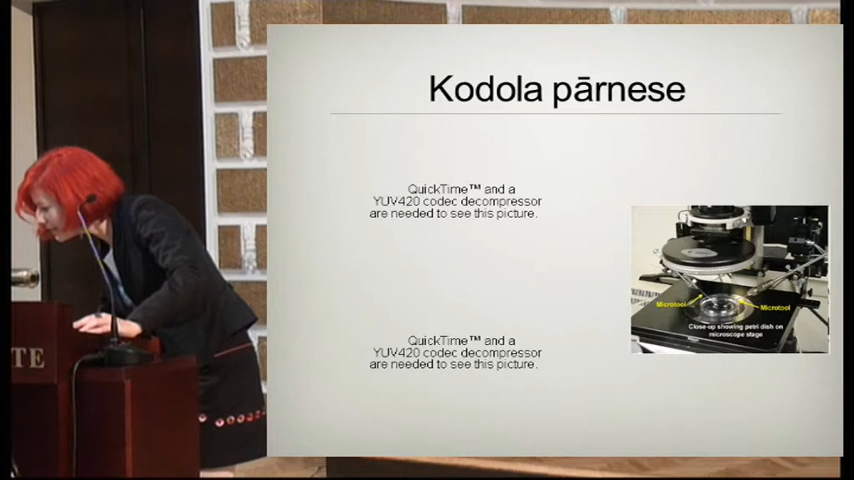 Kodola pārnese
QuickTime™ and a
YUV420 codec decompressor
are needed to see this picture.
Microtool
Microtool
Close-up showing petri dish on
microscope stage
QuickTime™ and a
YUV420 codec decompressor
are needed to see this picture.
TE